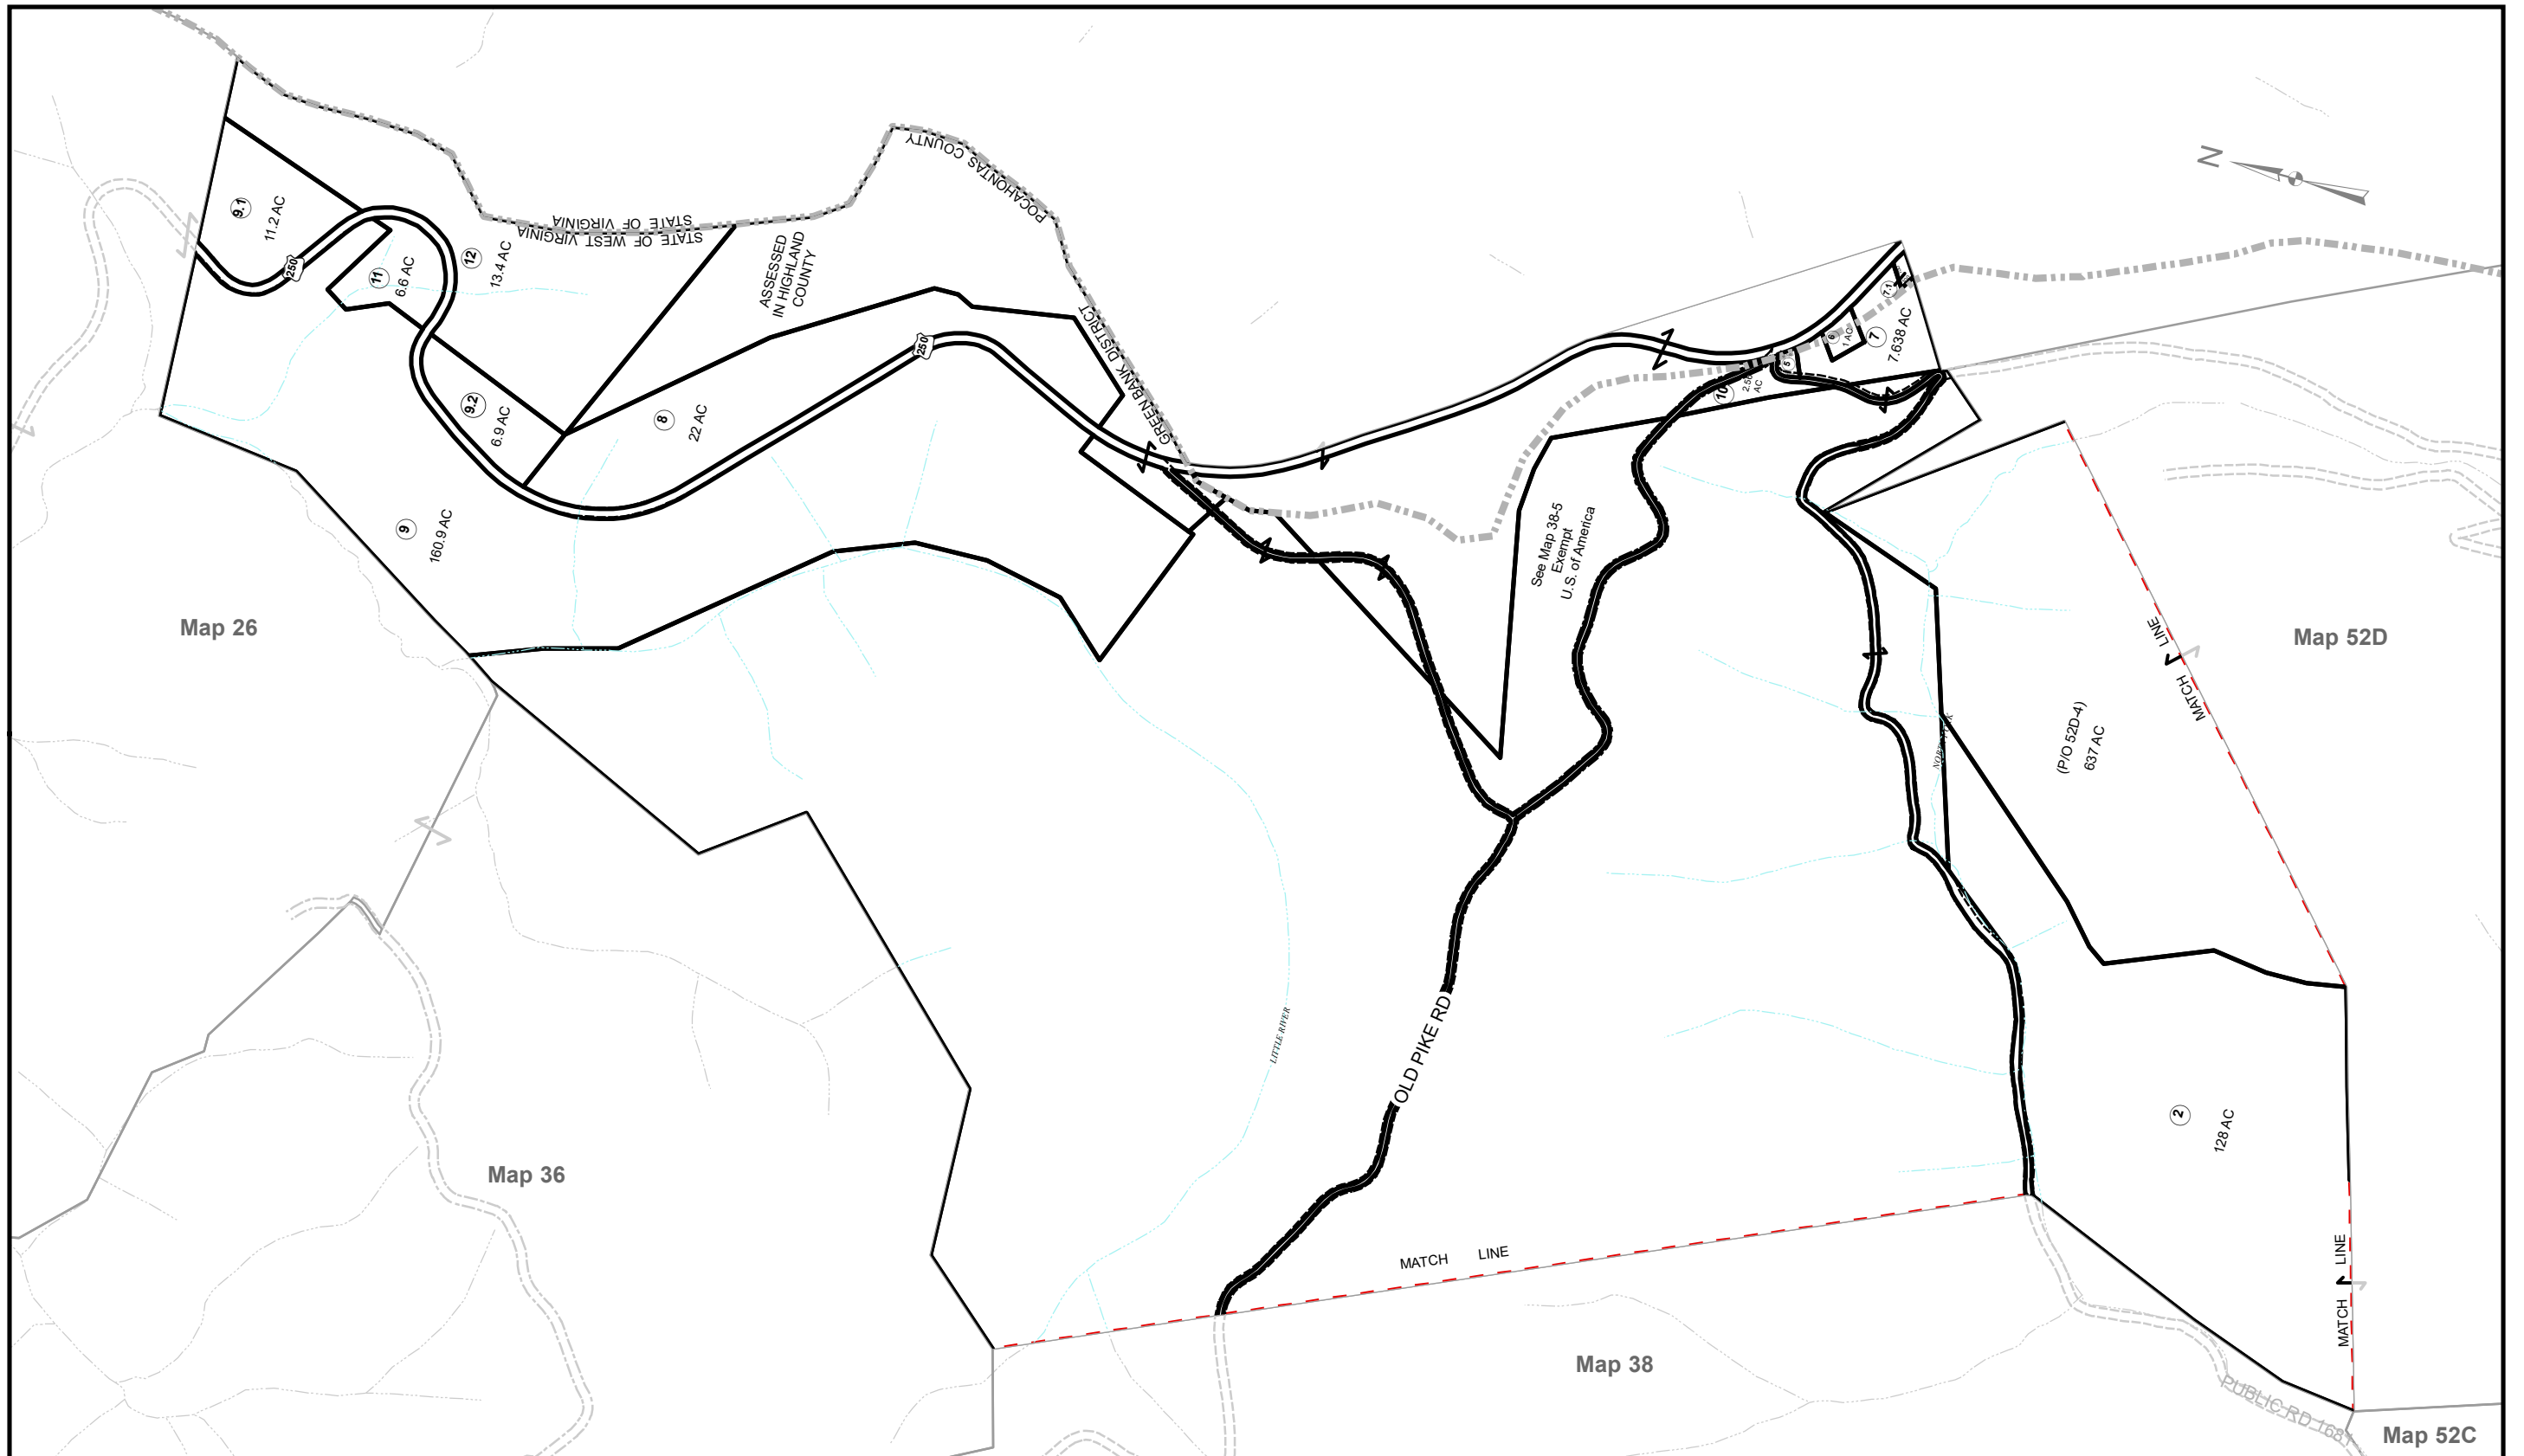 POCAHONTAS COUNTY
STATE OF VIRGINIA
STATE OF WEST VIRGINIA
GREEN BANK DISTRICT
N
9.1
11.2 AC
250
11
6.6 AC
12
13.4 AC
ASSESSED
IN HIGHLAND
COUNTY
9.2
6.9 AC
8
22 AC
250
9
160.9 AC
7.1
7
7.638 AC
6
1 AC
5
10
AC
See Map 38-5
Exempt
U.S. of America
Map 26
Map 52D
MATCH LINE
(P/O 52D-4)
637 AC
LITTLE RIVER
OLD PIKE RD
2
128 AC
Map 36
MATCH LINE
MATCH LINE
Map 38
PUBLIC RD
Map 52C